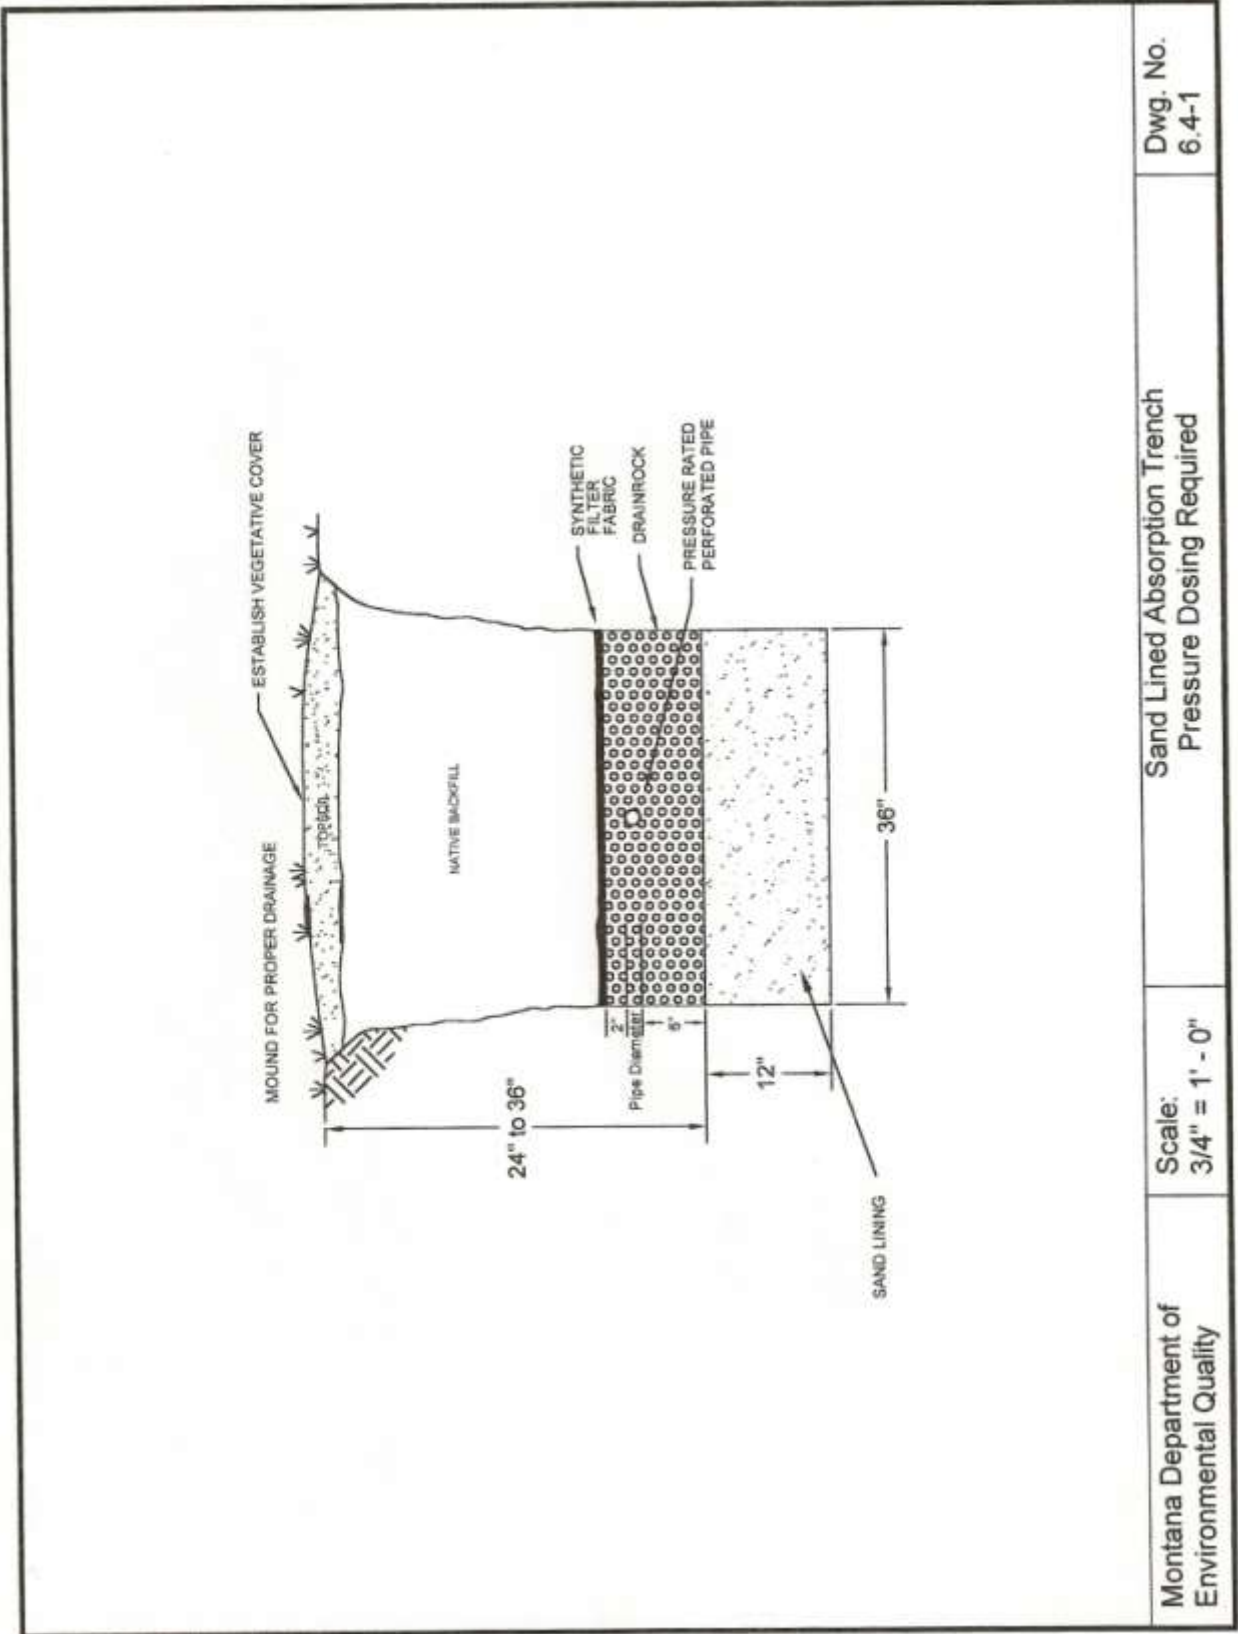 ESTABLISH VEGETATIVE COVER
MOUND FOR PROPER DRAINAGE
TOPSOIL
NATIVE BACKFILL
SYNTHETIC
FILTER
FABRIC
DRAINROCK
PRESSURE RATED
PERFORATED PIPE
24" to 36"
2"
Pipe Diameter
6"
12"
36"
SAND LINING
Montana Department of
Environmental Quality
Scale:
3/4" = 1' - 0"
Sand Lined Absorption Trench
Pressure Dosing Required
Dwg. No.
6.4-1